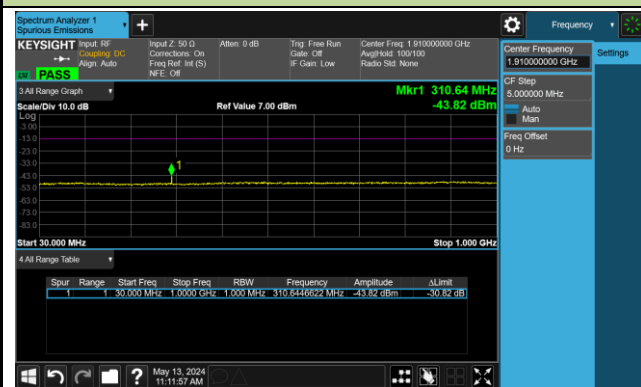 Spectrum Analyzer 1
Spurious Emissions
Frequency
KEYSIGHT Input: RF Input Z: 50 Ω Atten: 0 dB Trig: Free Run Center Freq: 1.910000000 GHz
Coupling: DC Corrections: On Gate: Off Avg|Hold: 100/100
Align: Auto Freq Ref: Int (S) IF Gain: Low Radio Std: None
NFE: Off
PASS
Center Frequency
1.910000000 GHz
Settings
CF Step
5.000000 MHz
Auto
Man
Freq Offset
0 Hz
3 All Range Graph
Mkr1 310.64 MHz
Scale/Div 10.0 dB Ref Value 7.00 dBm -43.82 dBm
Log
-3.00
-13.0
-23.0
-33.0
-43.0
-53.0
-63.0
-73.0
-83.0
1
Start 30.000 MHz Stop 1.000 GHz
4 All Range Table
Spur Range Start Freq Stop Freq RBW Frequency Amplitude ΔLimit
1 1 30.000 MHz 1.0000 GHz 1.000 MHz 310.6446622 MHz -43.82 dBm -30.82 dB
? May 13, 2024
11:11:57 AM